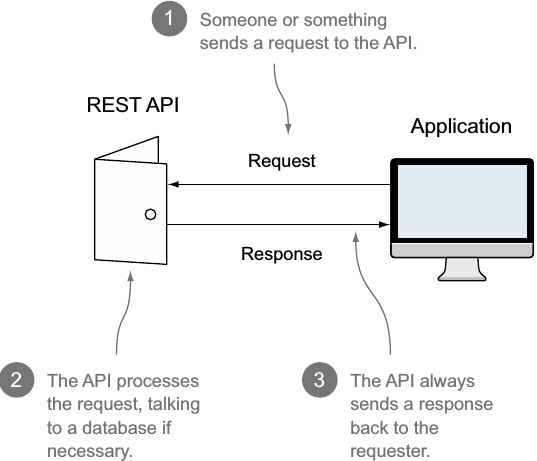 1 Someone or something
sends a request to the API.
REST API
Application
Request
Response
2 The API processes
the request, talking
to a database if
necessary.
3 The API always
sends a response
back to the
requester.